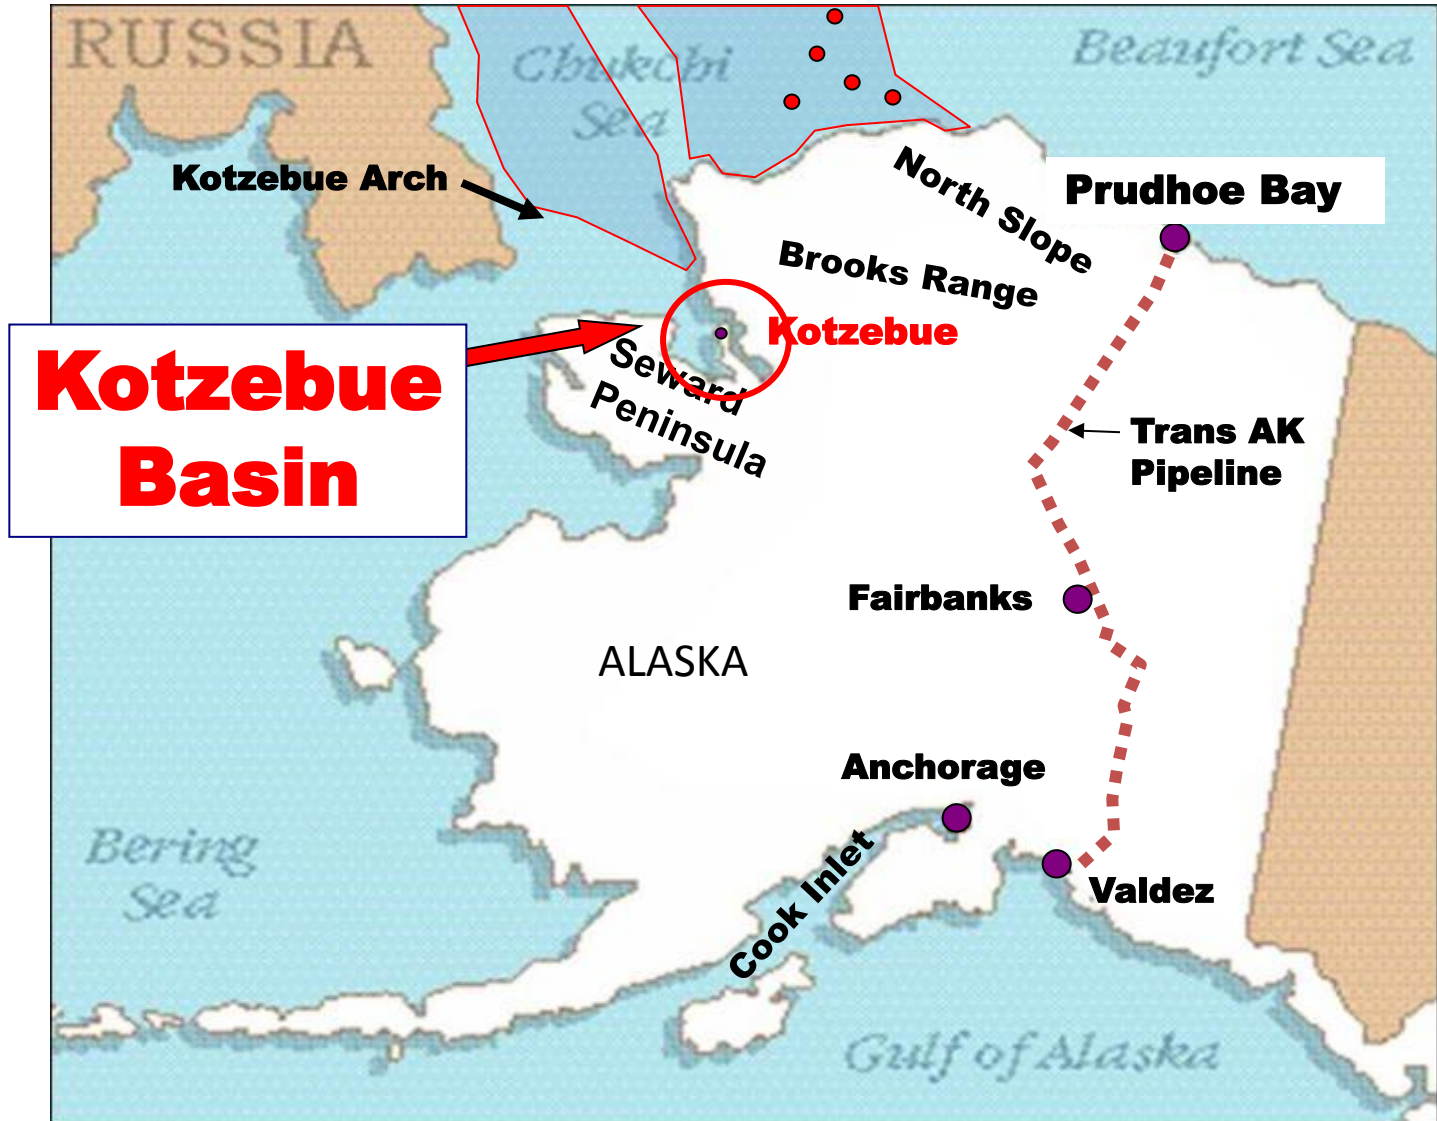 RUSSIA
Chukchi
Sea
Beaufort Sea
Kotzebue Arch
North Slope
Prudhoe Bay
Brooks Range
Kotzebue
Kotzebue
Basin
Seward
Peninsula
Trans AK
Pipeline
Fairbanks
ALASKA
Anchorage
Bering
Sea
Cook Inlet
Valdez
Gulf of Alaska